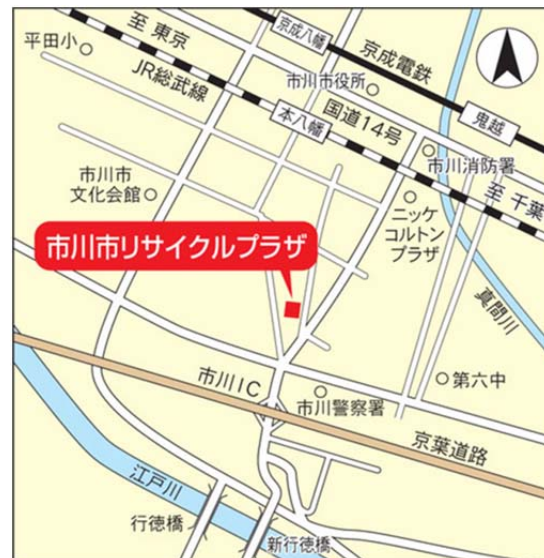 至 東京
京成八幡
平田小
京成電鉄
JR総武線
市川市役所
本八幡
国道14号
鬼越
市川消防署
至 千葉
市川市
文化会館
ニッケ
コルトン
プラザ
市川市リサイクルプラザ
真間川
市川IC
第六中
市川警察署
京葉道路
江戸川
行徳橋
新行徳橋